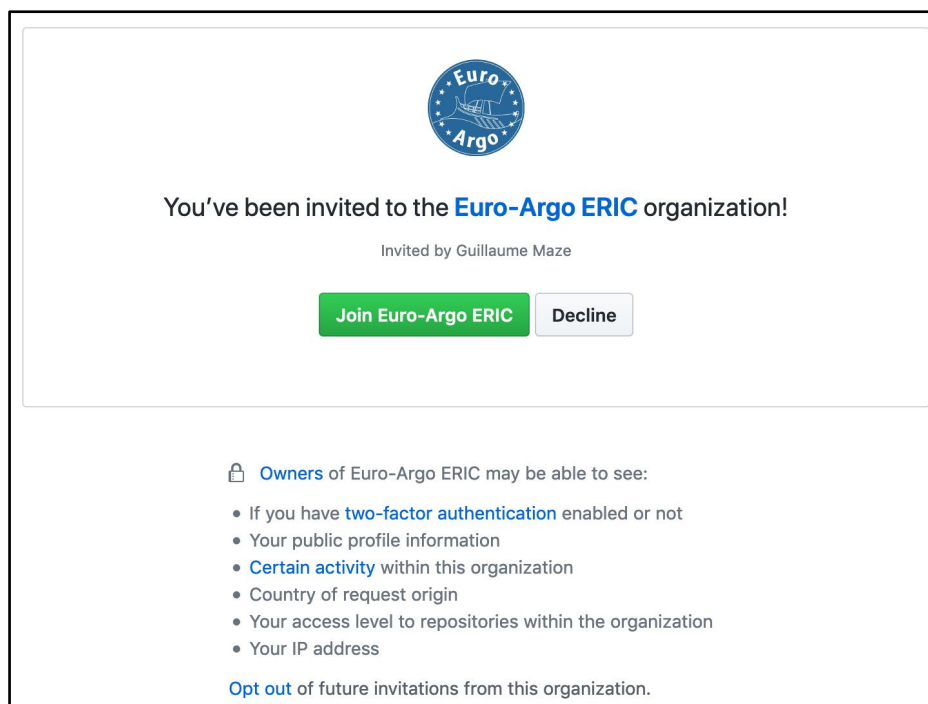 Euro
Argo
You've been invited to the Euro-Argo ERIC organization!
Invited by Guillaume Maze
Join Euro-Argo ERIC
Decline
Owners of Euro-Argo ERIC may be able to see:
• If you have two-factor authentication enabled or not
• Your public profile information
• Certain activity within this organization
• Country of request origin
• Your access level to repositories within the organization
• Your IP address
Opt out of future invitations from this organization.